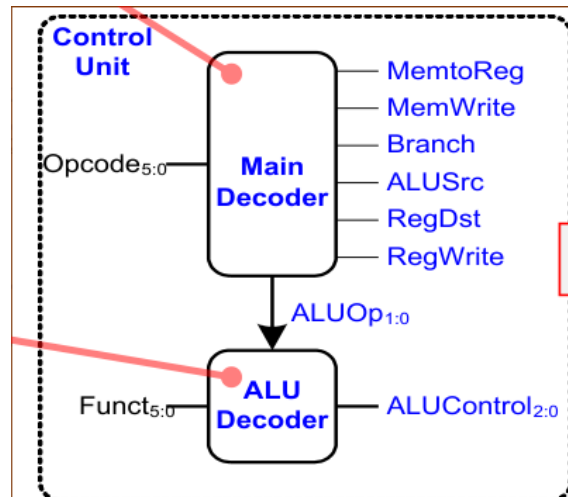 Control
Unit
MemtoReg
MemWrite
Branch
ALUSrc
RegDst
RegWrite
Opcode5:0
Main
Decoder
ALUOp1:0
Funct5:0
ALU
Decoder
ALUControl2:0